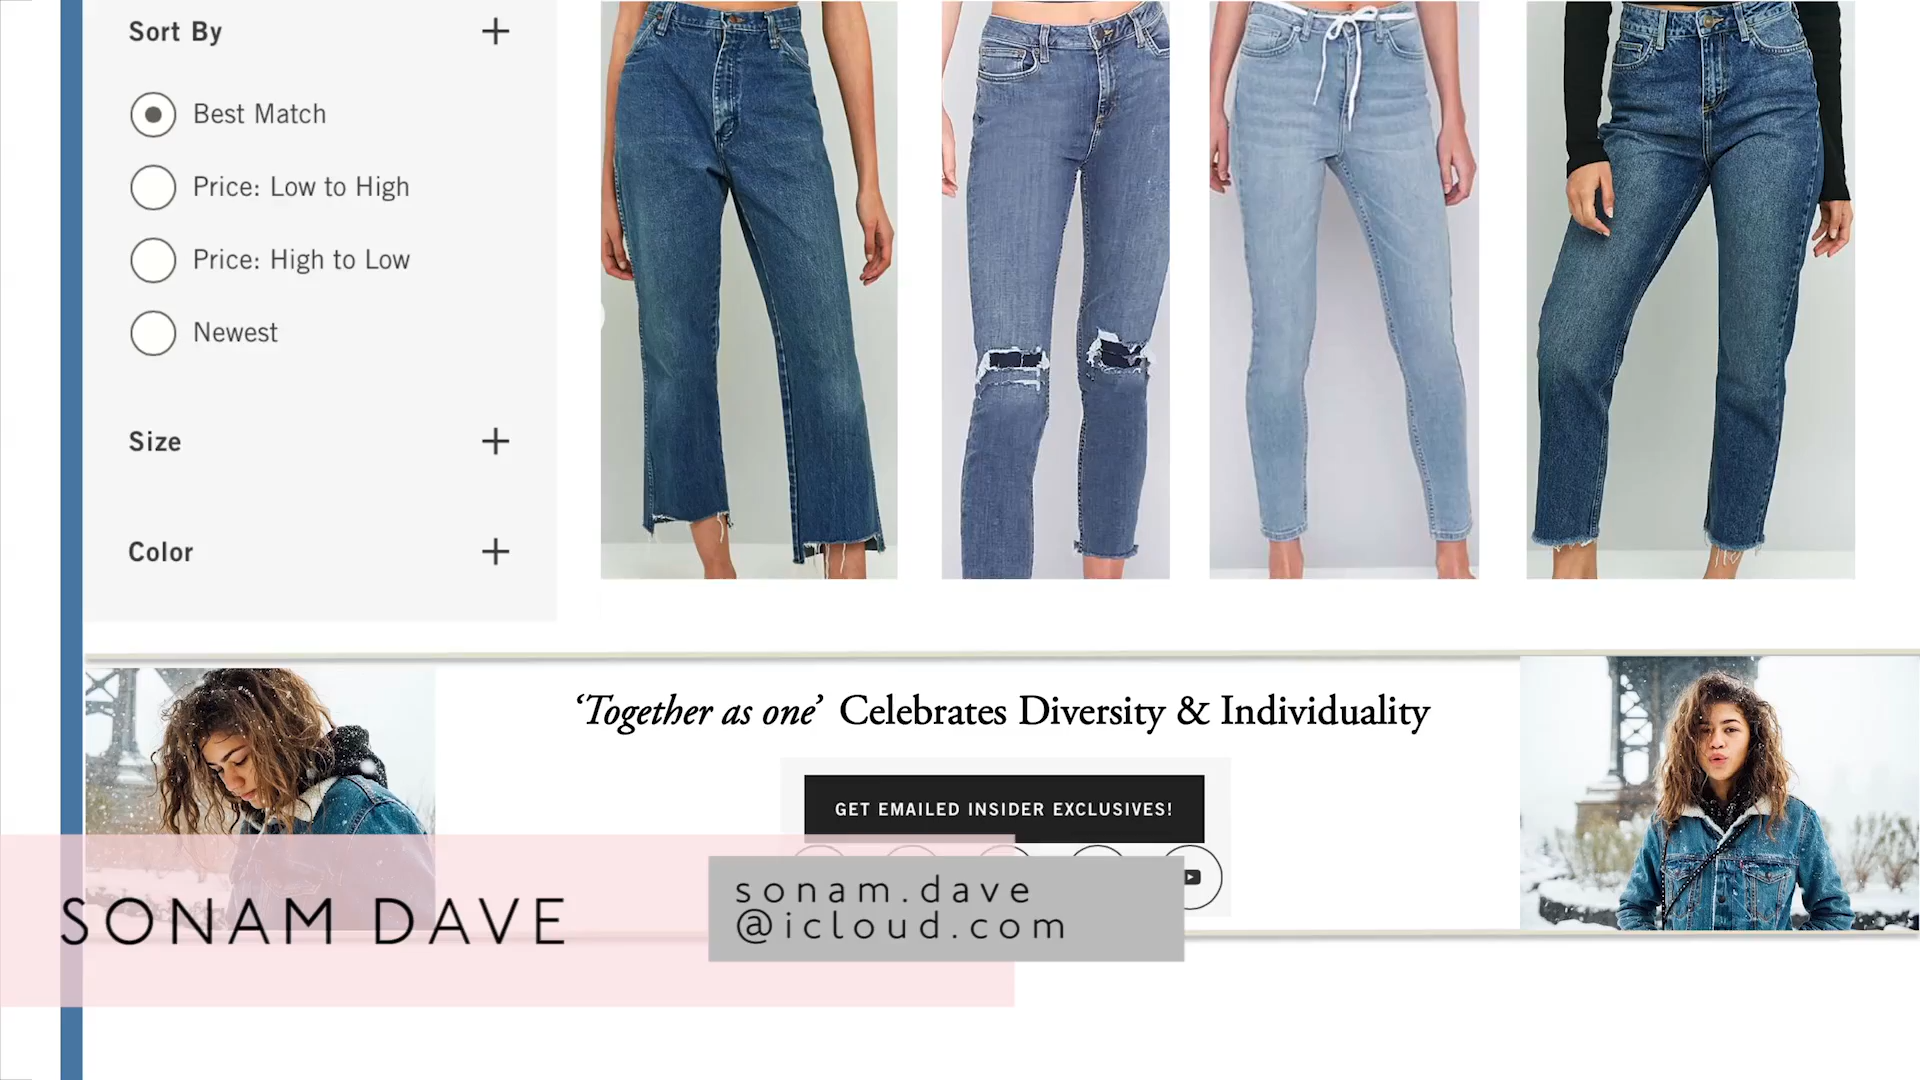 Sort By
Best Match
Price: Low to High
Price: High to Low
Newest
Size
Color
‘Together as one’ Celebrates Diversity & Individuality
GET EMAILED INSIDER EXCLUSIVES!
SONAM DAVE
sonam.dave
@icloud.com